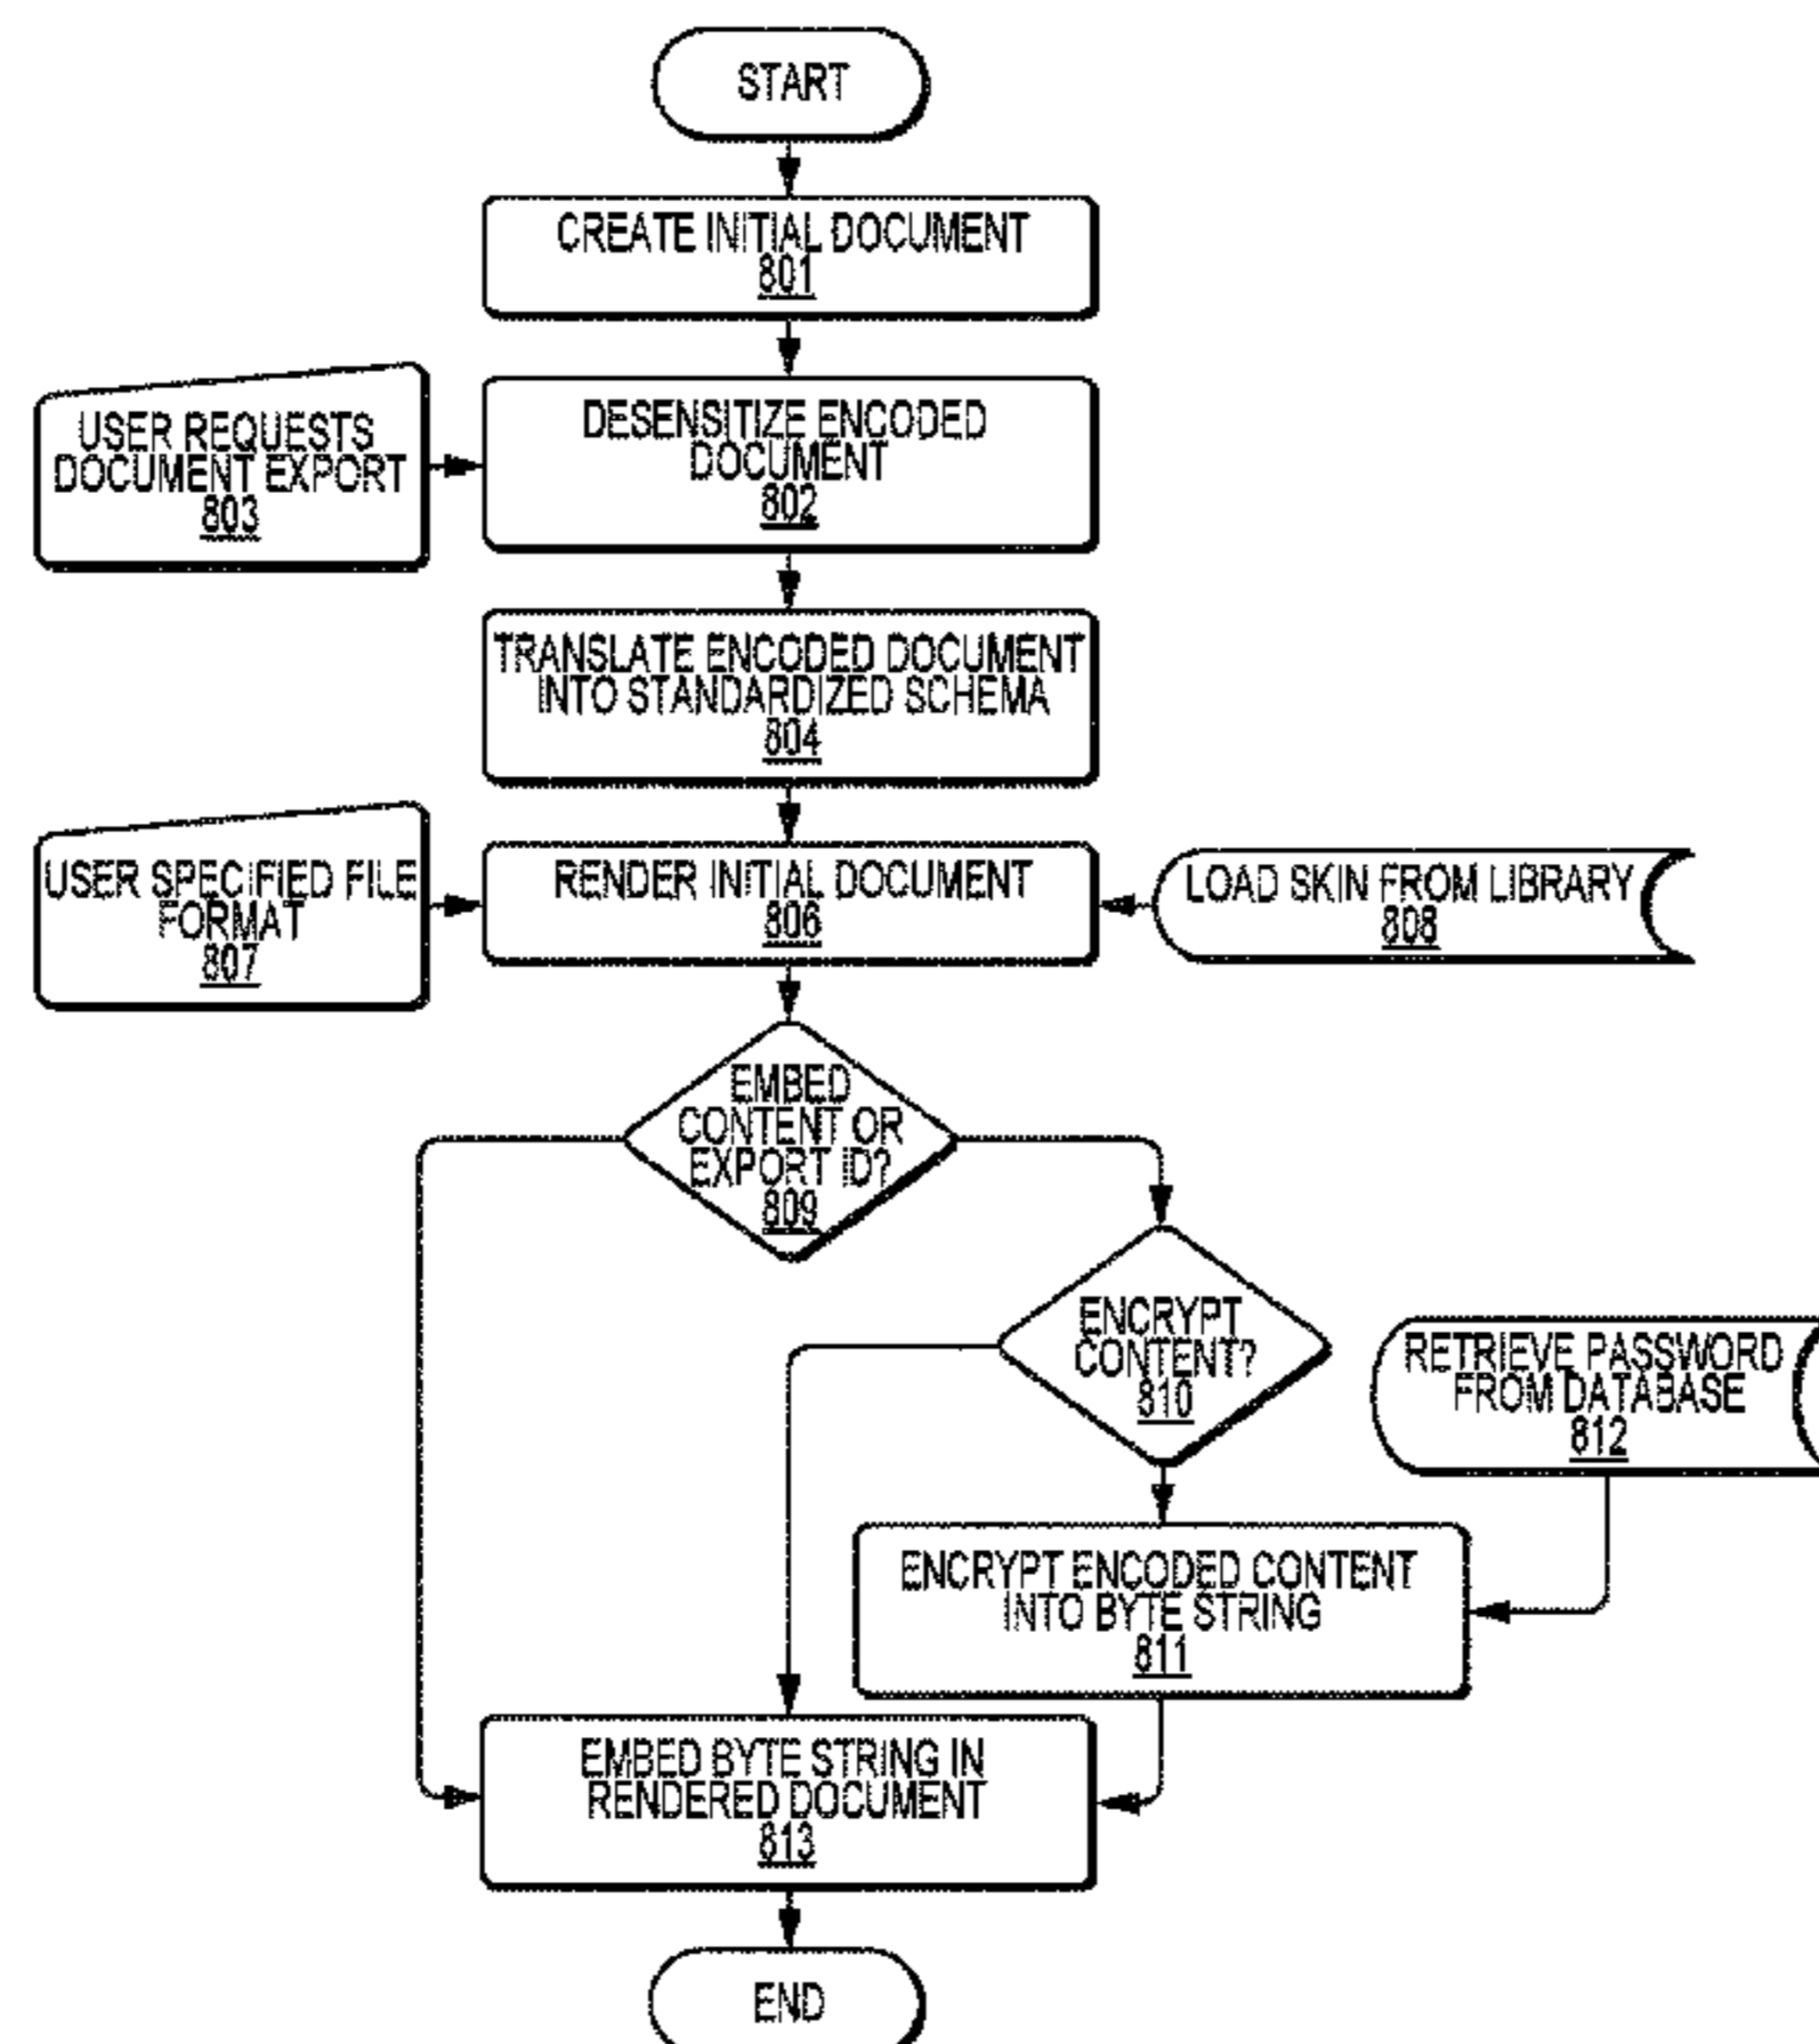 START
CREATE INITIAL DOCUMENT
801
USER REQUESTS
DOCUMENT EXPORT
803
DESENSITIZE ENCODED
DOCUMENT
802
TRANSLATE ENCODED DOCUMENT
INTO STANDARDIZED SCHEMA
804
USER SPECIFIED FILE
FORMAT
807
RENDER INITIAL DOCUMENT
806
LOAD SKIN FROM LIBRARY
808
EMBED
CONTENT OR
EXPORT ID?
809
ENCRYPT
CONTENT?
810
RETRIEVE PASSWORD
FROM DATABASE
812
ENCRYPT ENCODED CONTENT
INTO BYTE STRING
811
EMBED BYTE STRING IN
RENDERED DOCUMENT
813
END